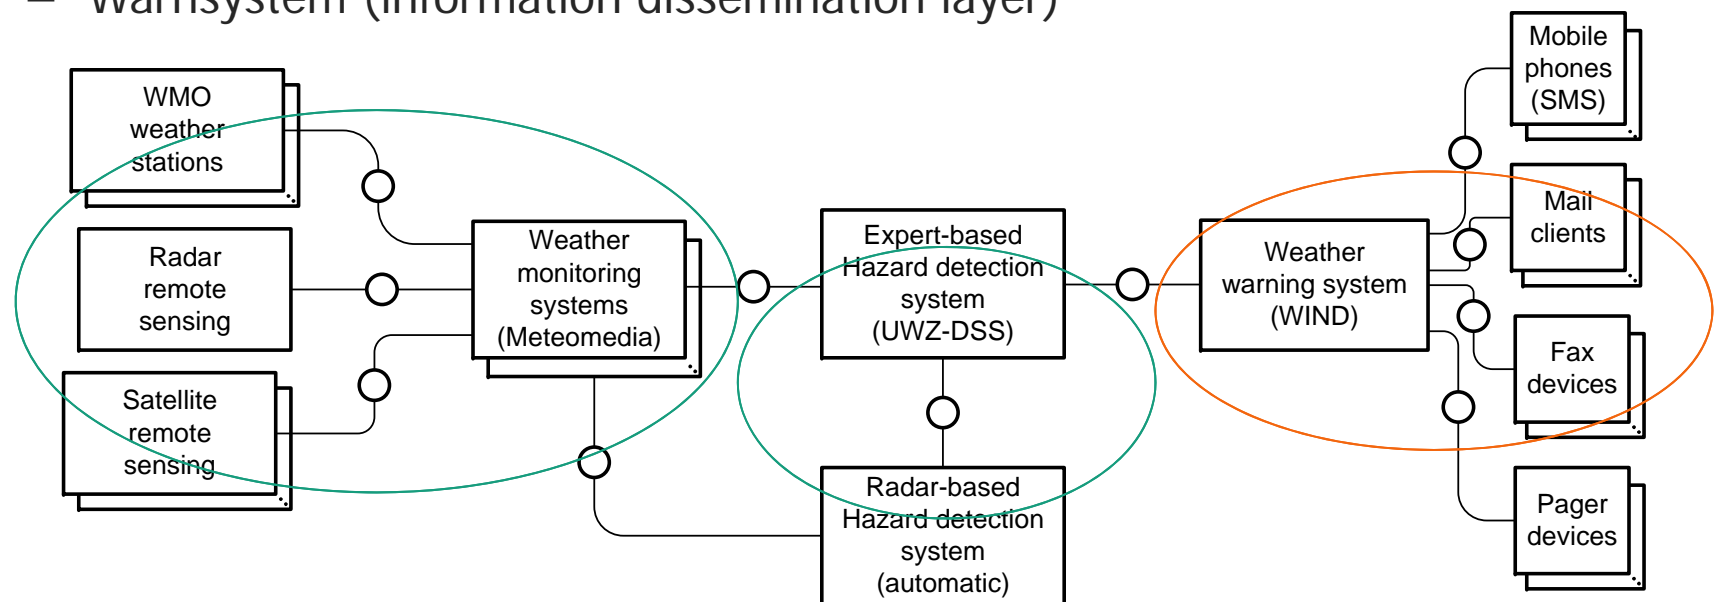 – Warnsystem (information dissemination layer)
WMO
weather
stations
Radar
remote
sensing
Satellite
remote
sensing
Weather
monitoring
systems
(Meteomedia)
Expert-based
Hazard detection
system
(UWZ-DSS)
Radar-based
Hazard detection
system
(automatic)
Weather
warning system
(WIND)
Mobile
phones
(SMS)
Mail
clients
Fax
devices
Pager
devices